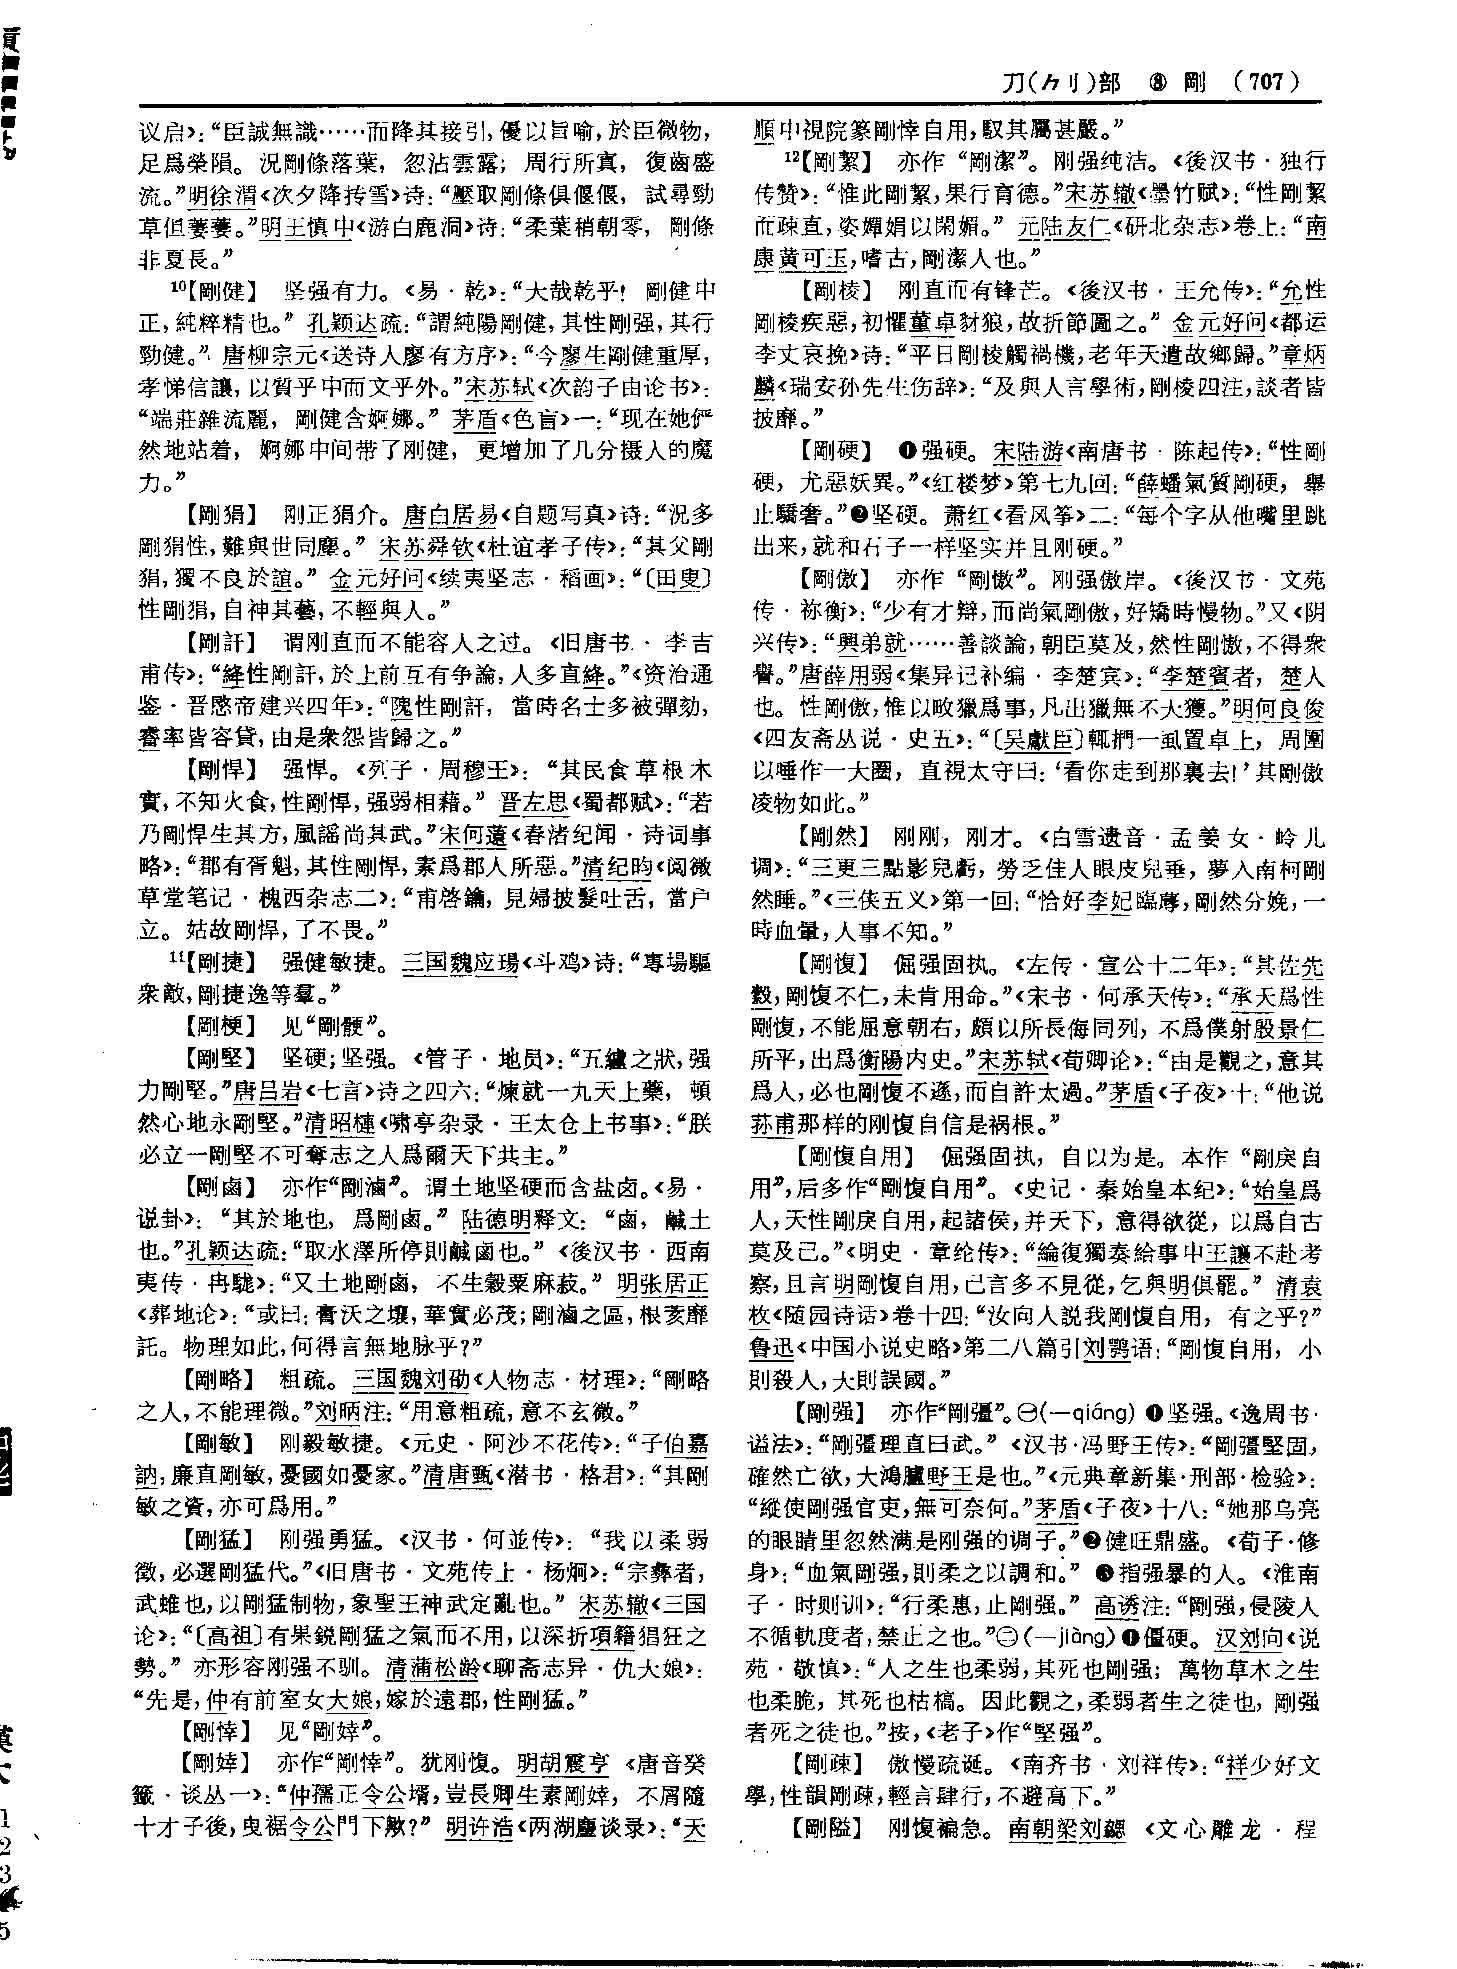 刀(⺈刂)部 ⑧ 剛 (707)
议启》：“臣誠無識……而降其接引，優以旨喻，於臣微物，
足爲榮隕。况剛條落葉，忽沾雲露；周行所真，復齒盛
流。”明徐渭《次夕降抟雪》诗：“壓取剛條俱偃偃，試尋勁
草但萋萋。”明王慎中《游白鹿洞》诗：“柔葉稍朝零，剛條
非夏長。”
10【剛健】 坚强有力。《易·乾》：“大哉乾乎！剛健中
正，純粹精也。”孔颖达疏：“謂純陽剛健，其性剛强，其行
勁健。”唐柳宗元《送诗人廖有方序》：“今廖生剛健重厚，
孝悌信讓，以質乎中而文乎外。”宋苏轼《次韵子由论书》：
“端莊雜流麗，剛健含婀娜。”茅盾《色盲》一：“现在她俨
然地站着，婀娜中间带了刚健，更增加了几分摄人的魔
力。”
【剛狷】 刚正狷介。唐白居易《自题写真》诗：“況多
剛狷性，難與世同塵。”宋苏舜钦《杜谊孝子传》：“其父剛
狷，獨不良於誼。”金元好问《续夷坚志·稻画》：“〔田叟〕
性剛狷，自神其藝，不輕與人。”
【剛訐】 谓刚直而不能容人之过。《旧唐书·李吉
甫传》：“絳性剛訐，於上前互有争論，人多直絳。”《资治通
鉴·晋愍帝建兴四年》：“隗性剛訐，當時名士多被彈劾，
睿率皆容貸，由是衆怨皆歸之。”
【剛悍】 强悍。《列子·周穆王》：“其民食草根木
實，不知火食，性剛悍，强弱相藉。”晋左思《蜀都赋》：“若
乃剛悍生其方，風謡尚其武。”宋何薳《春渚纪闻·诗词事
略》：“郡有胥魁，其性剛悍，素爲郡人所惡。”清纪昀《阅微
草堂笔记·槐西杂志二》：“甫啓鑰，見婦披髮吐舌，當户
立。姑故剛悍，了不畏。”
11【剛捷】 强健敏捷。三国魏应瑒《斗鸡》诗：“專場驅
衆敵，剛捷逸等羣。”
【剛梗】 见“剛骾”。
【剛堅】 坚硬；坚强。《管子·地员》：“五纑之狀，强
力剛堅。”唐吕岩《七言》诗之四六：“煉就一九天上藥，頓
然心地永剛堅。”清昭槤《啸亭杂录·王太仓上书事》：“朕
必立一剛堅不可奪志之人爲爾天下共主。”
【剛鹵】 亦作“剛滷”。谓土地坚硬而含盐卤。《易·
说卦》：“其於地也，爲剛鹵。”陆德明释文：“鹵，鹹土
也。”孔颖达疏：“取水澤所停則鹹鹵也。”《後汉书·西南
夷传·冉駹》：“又土地剛鹵，不生穀粟麻菽。”明张居正
《葬地论》：“或曰：膏沃之壤，華實必茂；剛滷之區，根荄靡
託。物理如此，何得言無地脉乎？”
【剛略】 粗疏。三国魏刘劭《人物志·材理》：“剛略
之人，不能理微。”刘昞注：“用意粗疏，意不玄微。”
【剛敏】 刚毅敏捷。《元史·阿沙不花传》：“子伯嘉
訥，廉直剛敏，憂國如憂家。”清唐甄《潜书·格君》：“其剛
敏之資，亦可爲用。”
【剛猛】 刚强勇猛。《汉书·何並传》：“我以柔弱
徵，必選剛猛代。”《旧唐书·文苑传上·杨炯》：“宗彝者，
武蜼也，以剛猛制物，象聖王神武定亂也。”宋苏辙《三国
论》：“〔高祖〕有果鋭剛猛之氣而不用，以深折項籍猖狂之
勢。”亦形容刚强不驯。清蒲松龄《聊斋志异·仇大娘》：
“先是，仲有前室女大娘，嫁於遠郡，性剛猛。”
【剛悻】 见“剛婞”。
【剛婞】 亦作“剛悻”。犹刚愎。明胡震亨《唐音癸
籤·谈丛一》：“仲孺正令公壻，豈長卿生素剛婞，不屑隨
十才子後，曳裾令公門下歟？”明许浩《两湖麈谈录》：“天
順中視院篆剛悻自用，馭其屬甚嚴。”
12【剛絜】 亦作“剛潔”。刚强纯洁。《後汉书·独行
传赞》：“惟此剛絜，果行育德。”宋苏辙《墨竹赋》：“性剛絜
而疎直，姿嬋娟以閑媚。”元陆友仁《研北杂志》卷上：“南
康黄可玉，嗜古，剛潔人也。”
【剛棱】 刚直而有锋芒。《後汉书·王允传》：“允性
剛棱疾惡，初懼董卓豺狼，故折節圖之。”金元好问《都运
李丈哀挽》诗：“平日剛棱觸禍機，老年天遣故鄉歸。”章炳
麟《瑞安孙先生伤辞》：“及與人言學術，剛棱四注，談者皆
披靡。”
【剛硬】 ❶强硬。宋陆游《南唐书·陈起传》：“性剛
硬，尤惡妖異。”《红楼梦》第七九回：“薛蟠氣質剛硬，舉
止驕奢。”❷坚硬。萧红《看风筝》二：“每个字从他嘴里跳
出来，就和石子一样坚实并且刚硬。”
【剛傲】 亦作“剛慠”。刚强傲岸。《後汉书·文苑
传·祢衡》：“少有才辯，而尚氣剛傲，好矯時慢物。”又《阴
兴传》：“興弟就……善談論，朝臣莫及，然性剛慠，不得衆
譽。”唐薛用弱《集异记补编·李楚宾》：“李楚賓者，楚人
也。性剛傲，惟以畋獵爲事，凡出獵無不大獲。”明何良俊
《四友斋丛说·史五》：“〔吴獻臣〕輒捫一虱置卓上，周圍
以唾作一大圈，直視太守曰：‘看你走到那裏去！’其剛傲
凌物如此。”
【剛然】 刚刚，刚才。《白雪遗音·孟姜女·岭儿
调》：“三更三點影兒虧，勞乏佳人眼皮兒垂，夢入南柯剛
然睡。”《三侠五义》第一回：“恰好李妃臨蓐，剛然分娩，一
時血暈，人事不知。”
【剛愎】 倔强固执。《左传·宣公十二年》：“其佐先
縠，剛愎不仁，未肯用命。”《宋书·何承天传》：“承天爲性
剛愎，不能屈意朝右，頗以所長侮同列，不爲僕射殷景仁
所平，出爲衡陽内史。”宋苏轼《荀卿论》：“由是觀之，意其
爲人，必也剛愎不遜，而自許太過。”茅盾《子夜》十：“他说
荪甫那样的刚愎自信是祸根。”
【剛愎自用】 倔强固执，自以为是。本作“剛戾自
用”，后多作“剛愎自用”。《史记·秦始皇本纪》：“始皇爲
人，天性剛戾自用，起諸侯，并天下，意得欲從，以爲自古
莫及己。”《明史·章纶传》：“綸復獨奏給事中王讓不赴考
察，且言明剛愎自用，己言多不見從，乞與明俱罷。”清袁
枚《随园诗话》卷十四：“汝向人説我剛愎自用，有之乎？”
鲁迅《中国小说史略》第二八篇引刘鹗语：“剛愎自用，小
則殺人，大則誤國。”
【剛强】 亦作“剛彊”。㊀（—qiáng）❶坚强。《逸周书·
谥法》：“剛彊理直曰武。”《汉书·冯野王传》：“剛彊堅固，
確然亡欲，大鴻臚野王是也。”《元典章新集·刑部·检验》：
“縱使剛强官吏，無可奈何。”茅盾《子夜》十八：“她那乌亮
的眼睛里忽然满是刚强的调子。”❷健旺鼎盛。《荀子·修
身》：“血氣剛强，則柔之以調和。”❸指强暴的人。《淮南
子·时则训》：“行柔惠，止剛强。”高诱注：“剛强，侵陵人
不循軌度者，禁止之也。”㊁（—jiàng）❶僵硬。汉刘向《说
苑·敬慎》：“人之生也柔弱，其死也剛强；萬物草木之生
也柔脆，其死也枯槁。因此觀之，柔弱者生之徒也，剛强
者死之徒也。”按，《老子》作“堅强”。
【剛疎】 傲慢疏诞。《南齐书·刘祥传》：“祥少好文
學，性韻剛疎，輕言肆行，不避高下。”
【剛隘】 刚愎褊急。南朝梁刘勰《文心雕龙·程